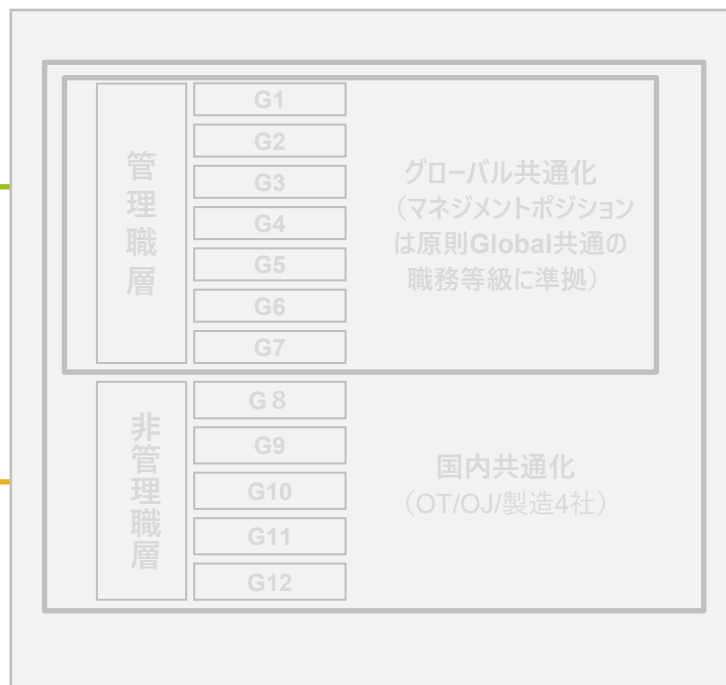 管理職層
G1
G2
G3
G4
G5
G6
G7
グローバル共通化
（マネジメントポジション
は原則Global共通の
職務等級に準拠）
非管理職層
G８
G9
G10
G11
G12
国内共通化
（OT/OJ/製造4社）